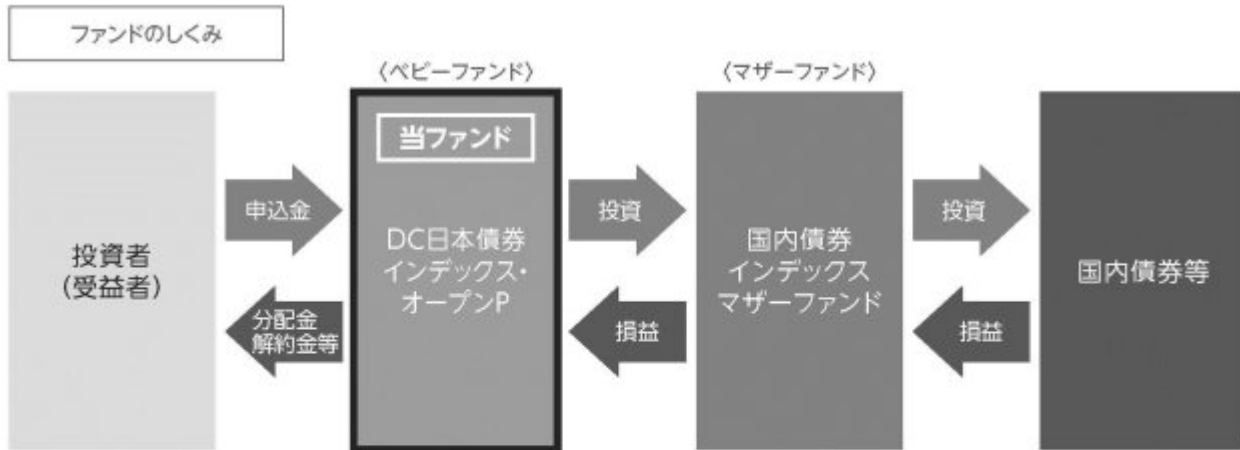 ファンドのしくみ
〈ベビーファンド〉
〈マザーファンド〉
投資者
(受益者)
申込金
分配金
解約金等
当ファンド
DC日本債券
インデックス・
オープンP
投資
損益
国内債券
インデックス
マザーファンド
投資
損益
国内債券等